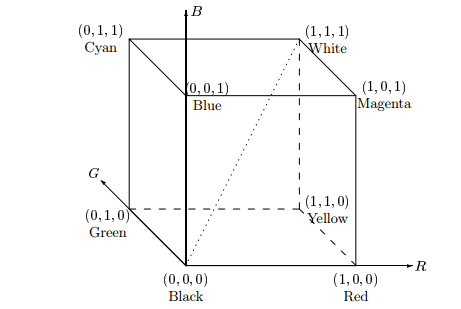 B
(0, 1, 1)
Cyan
(1, 1, 1)
White
(0, 0, 1)
Blue
(1, 0, 1)
Magenta
G
(0, 1, 0)
Green
(1, 1, 0)
Yellow
R
(0, 0, 0)
Black
(1, 0, 0)
Red